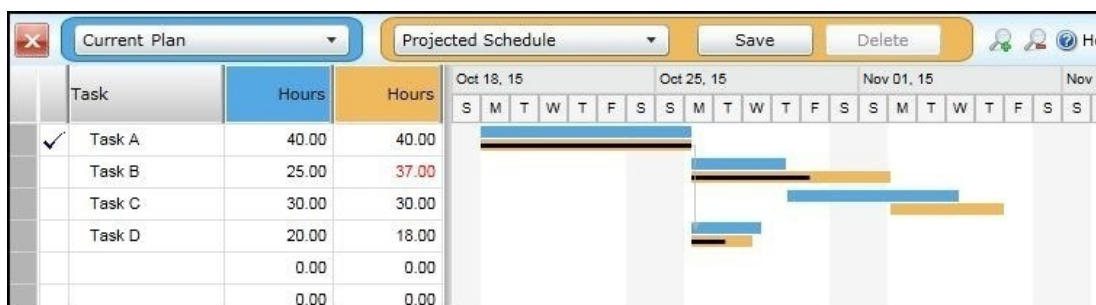 Current Plan Projected Schedule Save Delete
Task Hours Hours Oct 18, 15 Oct 25, 15 Nov 01, 15 Nov
S M T W T F S S M T W T F S S M T W T F S S M
Task A 40.00 40.00
Task B 25.00 37.00
Task C 30.00 30.00
Task D 20.00 18.00
0.00 0.00
0.00 0.00